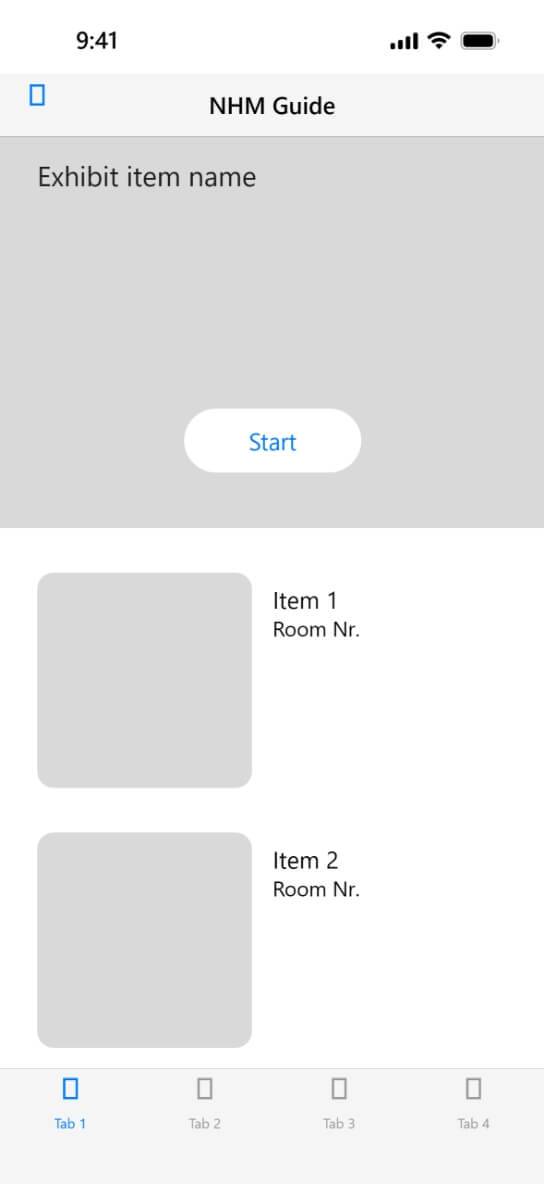 9:41
NHM Guide
Exhibit item name
Start
Item 1
Room Nr.
Item 2
Room Nr.
Tab 1
Tab 2
Tab 3
Tab 4